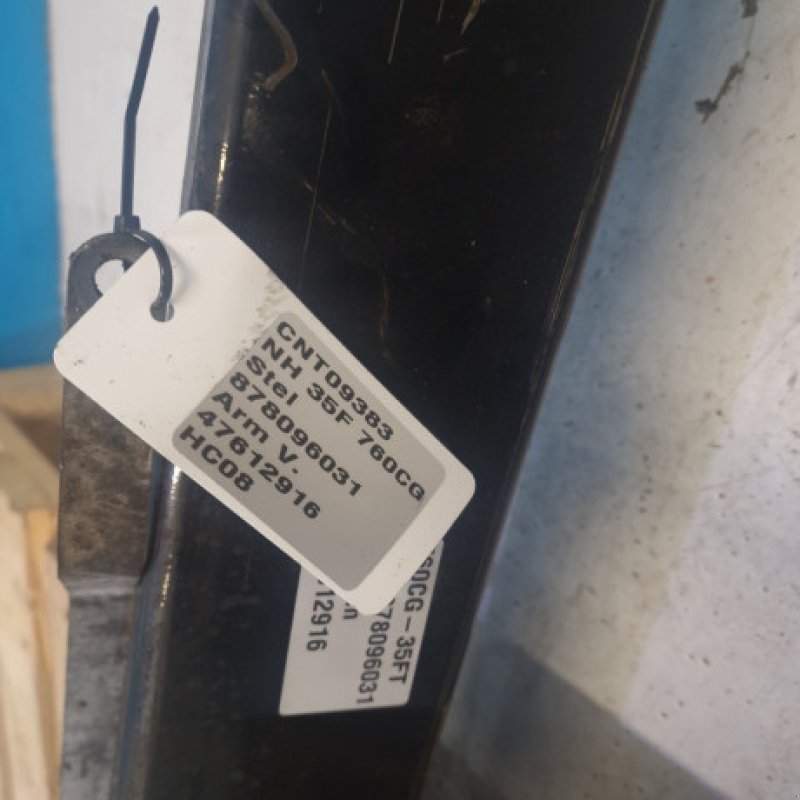 CNT09383
NH 35F 760CG
Stel
878096031
Arm V.
47612916
HC08
60CG-35FT
78096031
12916